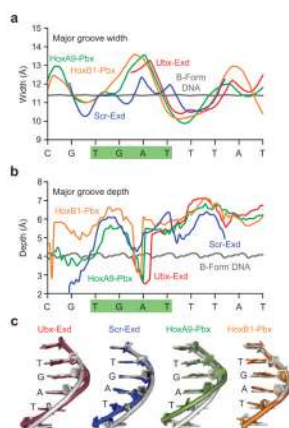 a
Major groove width
HoxA9-Pbx
HoxB1-Pbx
Ubx-Exd
B-Form
DNA
Scr-Exd
Width (Å)
14
13
12
11
10
9
C G T G A T T T A T
b
Major groove depth
HoxB1-Pbx
Scr-Exd
HoxA9-Pbx
Ubx-Exd
B-Form DNA
Depth (Å)
8
7
6
5
4
3
2
C G T G A T T T A T
c
Ubx-Exd Scr-Exd HoxA9-Pbx HoxB1-Pbx
T T T T
G G G G
A A A A
T T T T